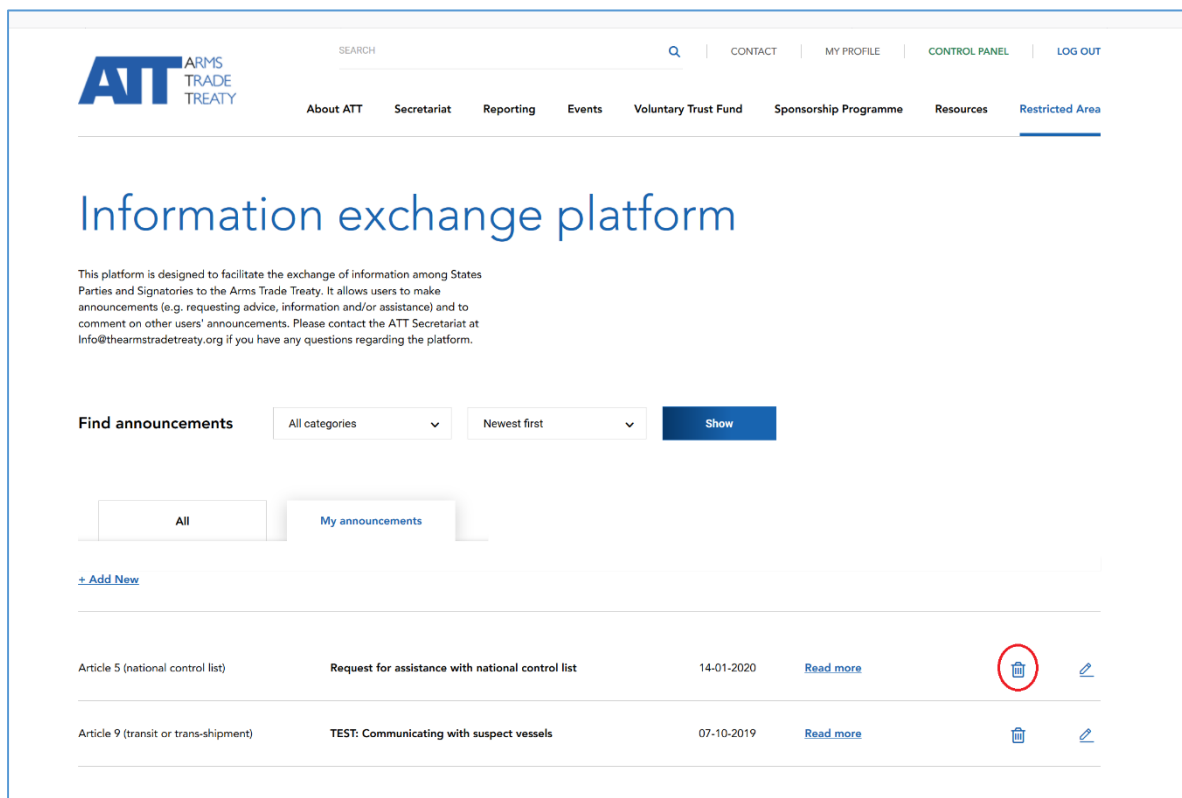 SEARCH CONTACT MY PROFILE CONTROL PANEL LOG OUT
ATT ARMS
TRADE
TREATY
About ATT Secretariat Reporting Events Voluntary Trust Fund Sponsorship Programme Resources Restricted Area
Information exchange platform
This platform is designed to facilitate the exchange of information among States
Parties and Signatories to the Arms Trade Treaty. It allows users to make
announcements (e.g. requesting advice, information and/or assistance) and to
comment on other users' announcements. Please contact the ATT Secretariat at
Info@thearmstradetreaty.org if you have any questions regarding the platform.
Find announcements All categories Newest first Show
All My announcements
+ Add New
Article 5 (national control list) Request for assistance with national control list 14-01-2020 Read more
Article 9 (transit or trans-shipment) TEST: Communicating with suspect vessels 07-10-2019 Read more